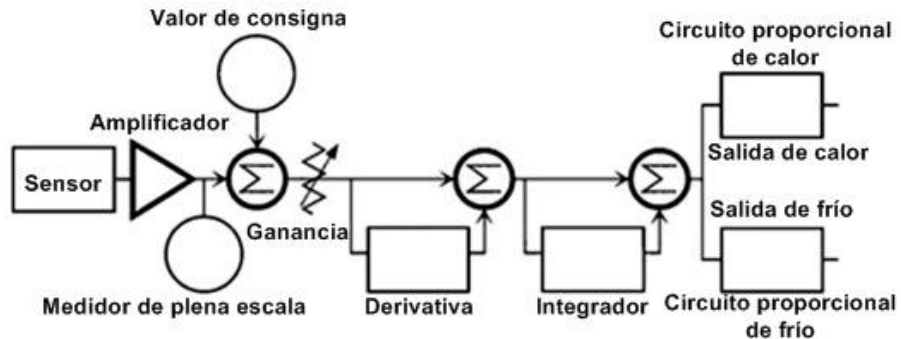 Valor de consigna
Circuito proporcional
de calor
Amplificador
Sensor
Σ
Σ
Σ
Salida de calor
Salida de frío
Ganancia
Medidor de plena escala
Derivativa
Integrador
Circuito proporcional
de frío